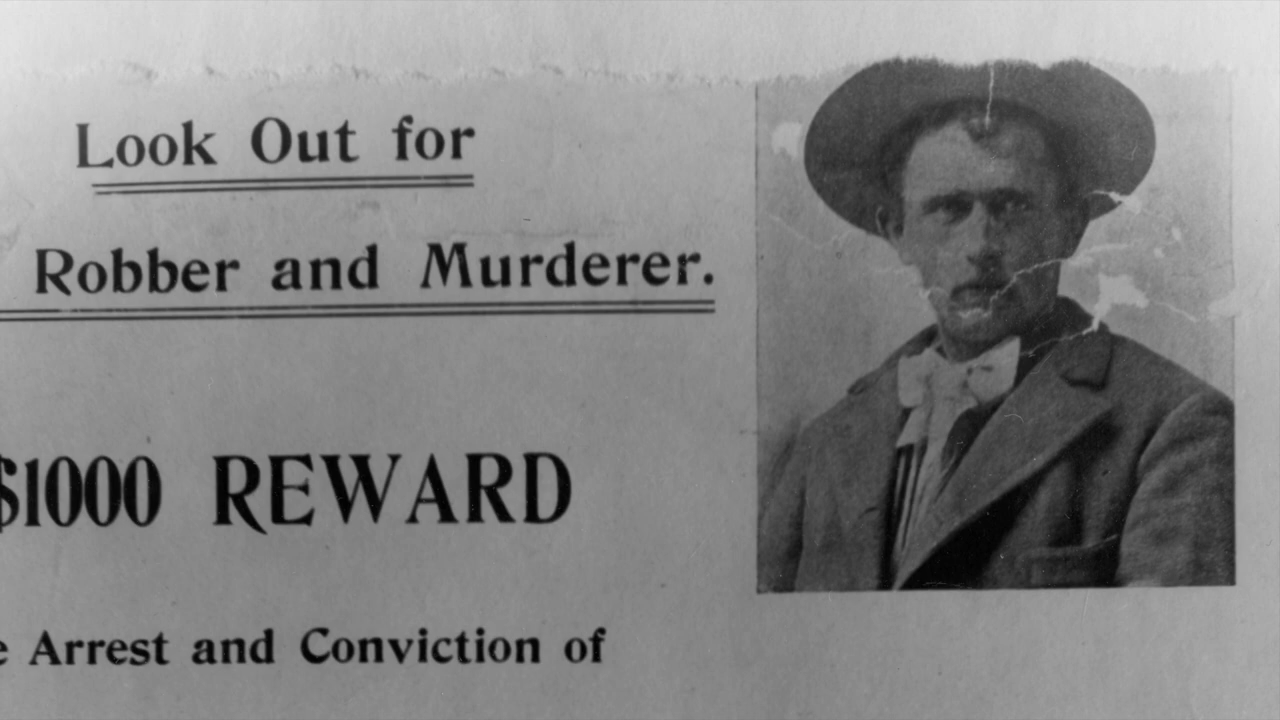 Look Out for
Robber and Murderer.
$1000 REWARD
Arrest and Conviction of